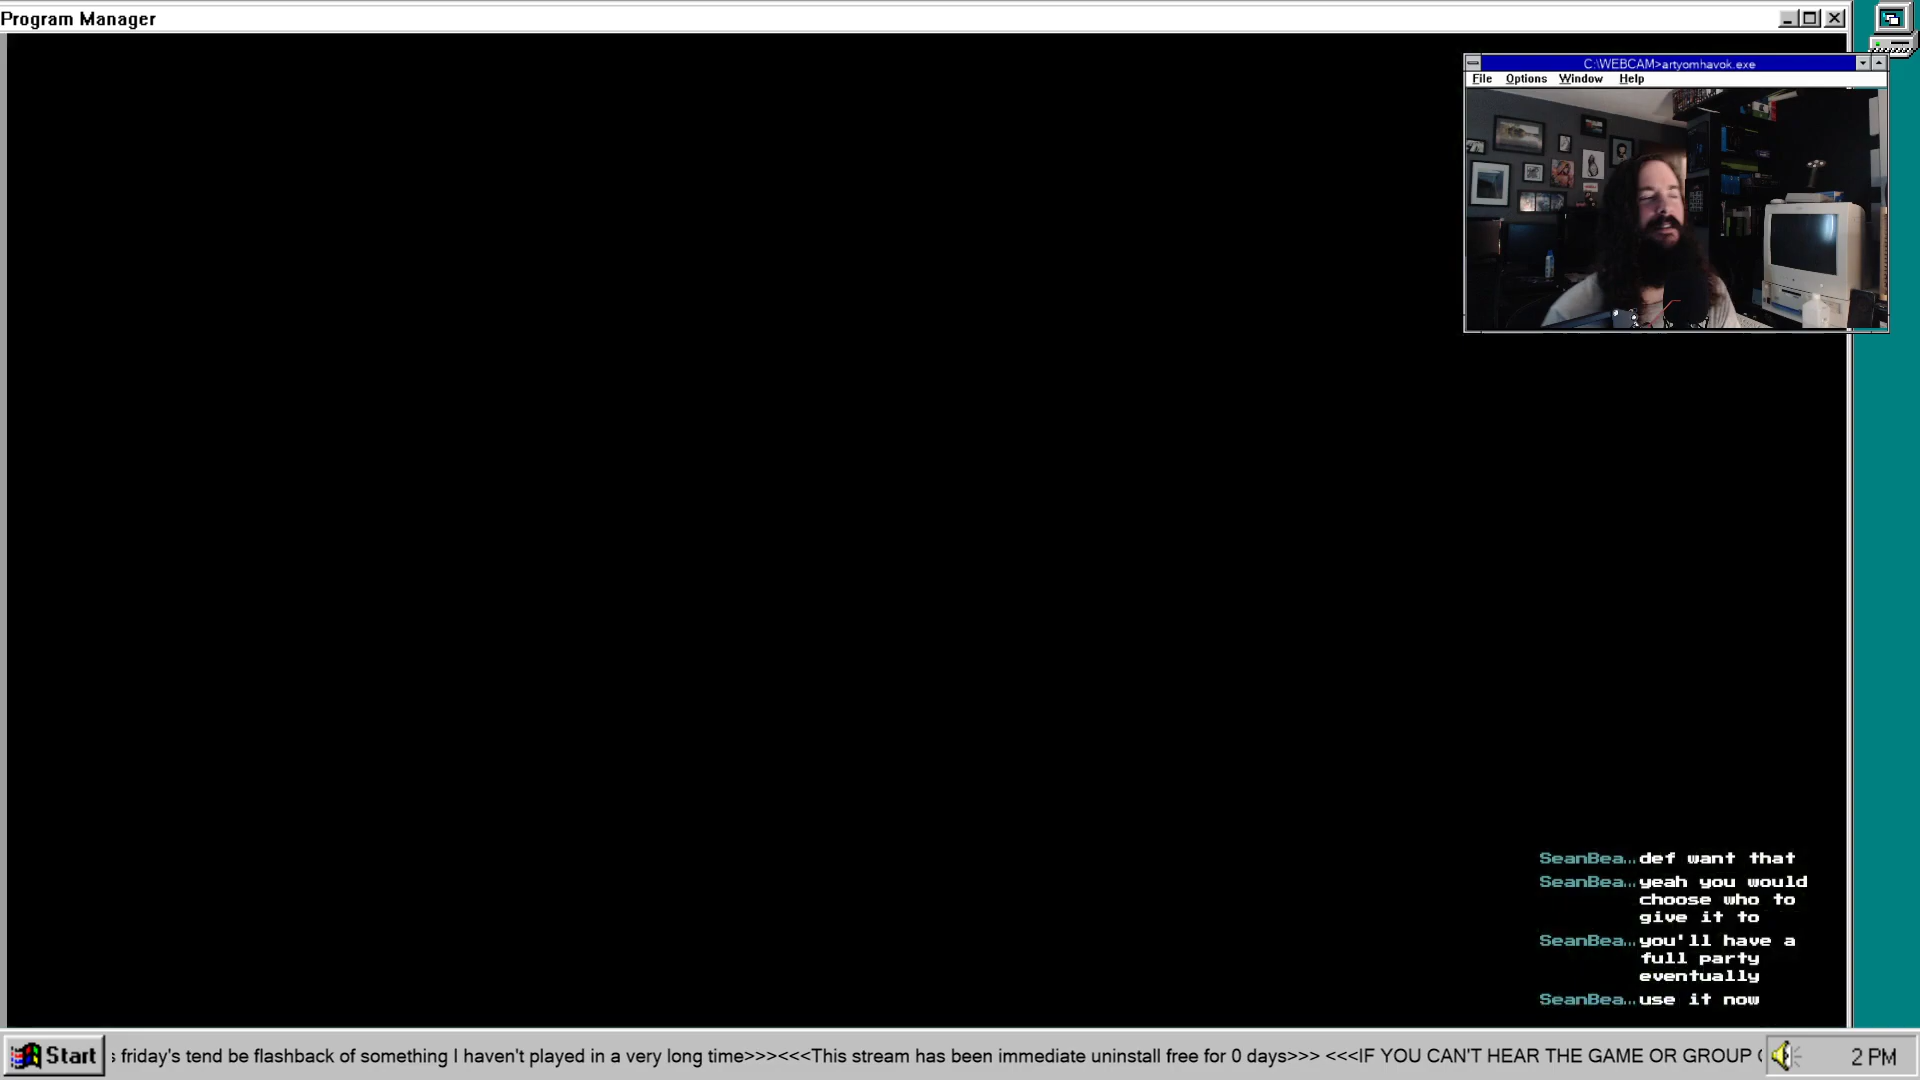 Program Manager
C:\WEBCAM>artyomhavok.exe
File Options Window Help
SeanBea… def want that
SeanBea… yeah you would
choose who to
give it to
SeanBea… you'll have a
full party
eventually
SeanBea… use it now
Start
friday's tend be flashback of something I haven't played in a very long time>>><<<This stream has been immediate uninstall free for 0 days>>> <<<IF YOU CAN'T HEAR THE GAME OR GROUP
2 PM